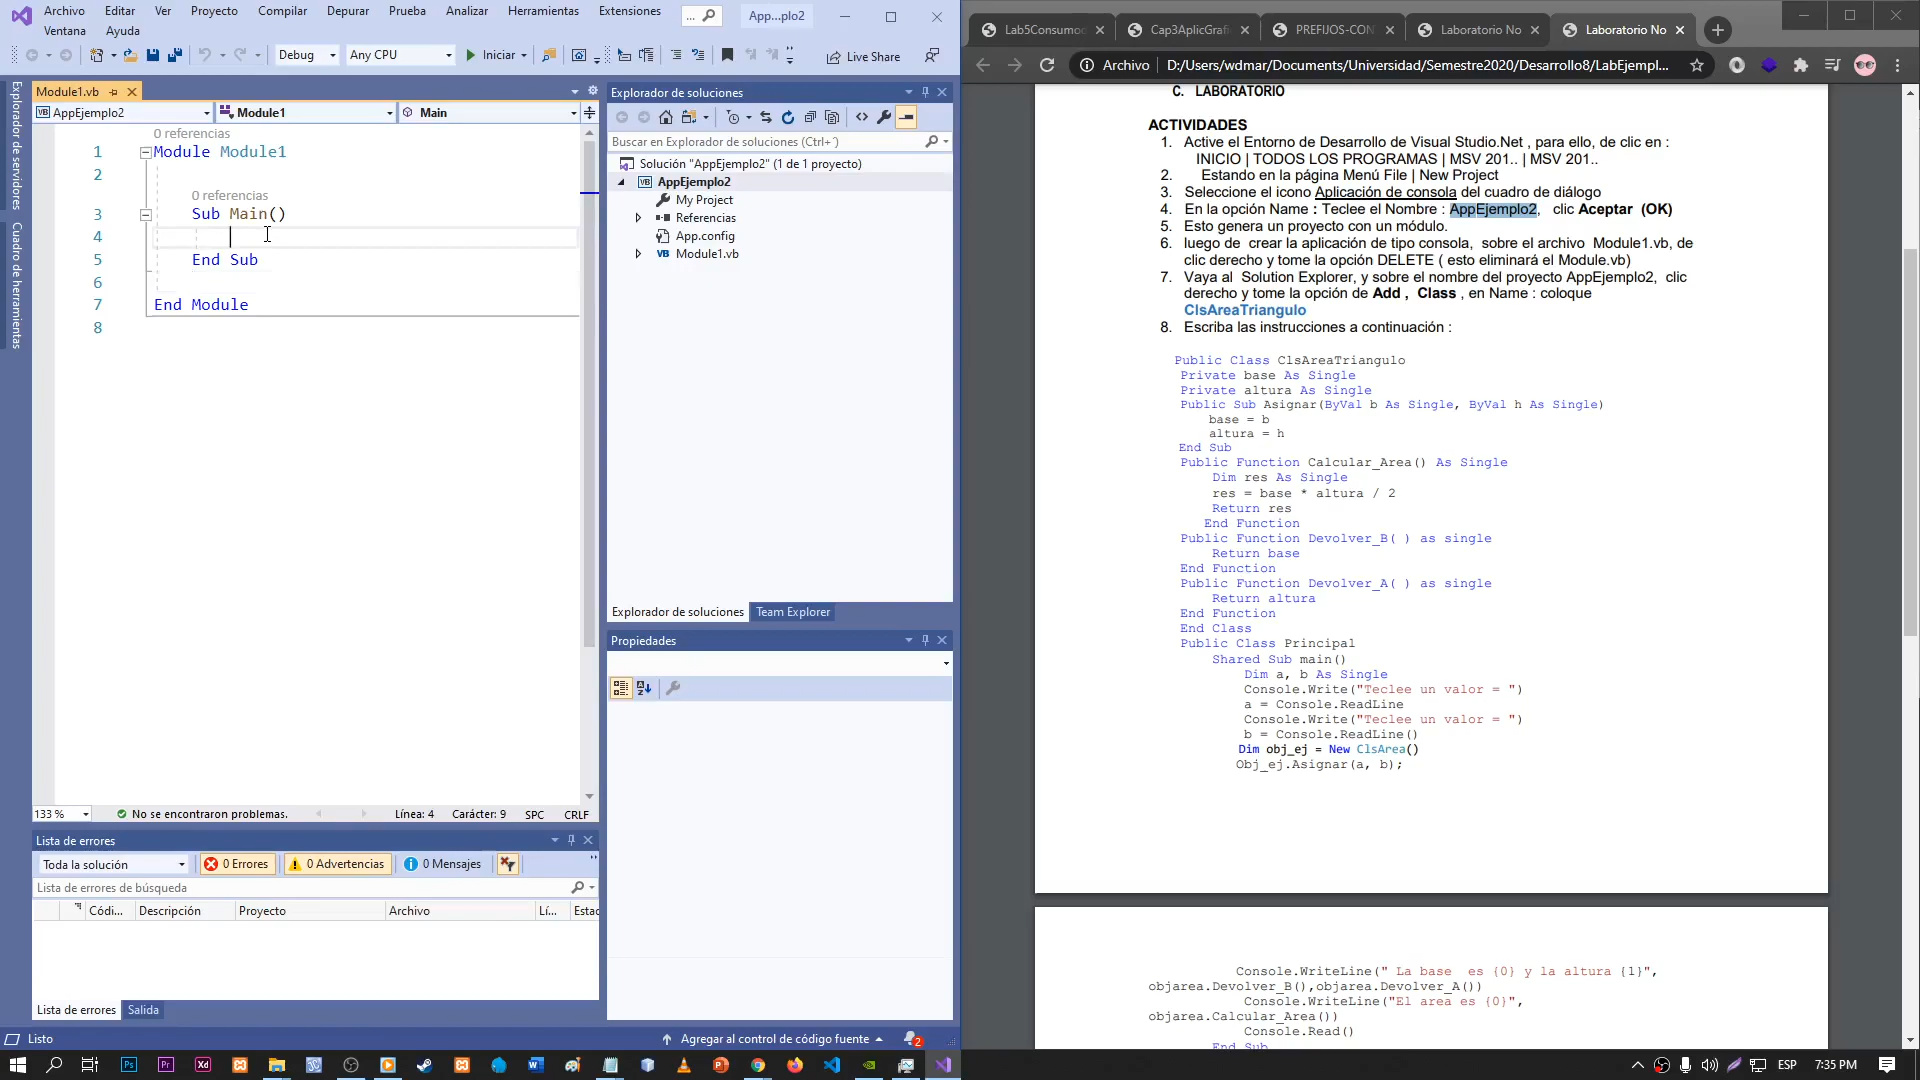 Archivo Editar Ver Proyecto Compilar Depurar Prueba Analizar Herramientas Extensiones ... App...plo2
Ventana Ayuda
Debug Any CPU Iniciar Live Share
Explorador de servidores
Cuadro de herramientas
Module1.vb
AppEjemplo2 Module1 Main
0 referencias
1 Module Module1
2
0 referencias
3 Sub Main()
4
5 End Sub
6
7 End Module
8
133 % No se encontraron problemas. Línea: 4 Carácter: 9 SPC CRLF
Lista de errores
Toda la solución 0 Errores 0 Advertencias 0 Mensajes
Lista de errores de búsqueda
Códi... Descripción Proyecto Archivo Lí... Estac
Lista de errores Salida
Explorador de soluciones
Buscar en Explorador de soluciones (Ctrl+´)
Solución "AppEjemplo2" (1 de 1 proyecto)
AppEjemplo2
My Project
Referencias
App.config
Module1.vb
Explorador de soluciones Team Explorer
Propiedades
Listo Agregar al control de código fuente 2
Lab5Consumo Cap3AplicGrafi PREFIJOS-CON Laboratorio No Laboratorio No
Archivo D:/Users/wdmar/Documents/Universidad/Semestre2020/Desarrollo8/LabEjempl...
C. LABORATORIO
ACTIVIDADES
1. Active el Entorno de Desarrollo de Visual Studio.Net , para ello, de clic en :
INICIO | TODOS LOS PROGRAMAS | MSV 201.. | MSV 201..
2. Estando en la página Menú File | New Project
3. Seleccione el icono Aplicación de consola del cuadro de diálogo
4. En la opción Name : Teclee el Nombre : AppEjemplo2, clic Aceptar (OK)
5. Esto genera un proyecto con un módulo.
6. luego de crear la aplicación de tipo consola, sobre el archivo Module1.vb, de
clic derecho y tome la opción DELETE ( esto eliminará el Module.vb)
7. Vaya al Solution Explorer, y sobre el nombre del proyecto AppEjemplo2, clic
derecho y tome la opción de Add , Class , en Name : coloque
ClsAreaTriangulo
8. Escriba las instrucciones a continuación :
Public Class ClsAreaTriangulo
Private base As Single
Private altura As Single
Public Sub Asignar(ByVal b As Single, ByVal h As Single)
base = b
altura = h
End Sub
Public Function Calcular_Area() As Single
Dim res As Single
res = base * altura / 2
Return res
End Function
Public Function Devolver_B( ) as single
Return base
End Function
Public Function Devolver_A( ) as single
Return altura
End Function
End Class
Public Class Principal
Shared Sub main()
Dim a, b As Single
Console.Write("Teclee un valor = ")
a = Console.ReadLine
Console.Write("Teclee un valor = ")
b = Console.ReadLine()
Dim obj_ej = New ClsArea()
Obj_ej.Asignar(a, b);
Console.WriteLine(" La base es {0} y la altura {1}",
objarea.Devolver_B(),objarea.Devolver_A())
Console.WriteLine("El area es {0}",
objarea.Calcular_Area())
Console.Read()
End Sub
ESP 7:35 PM